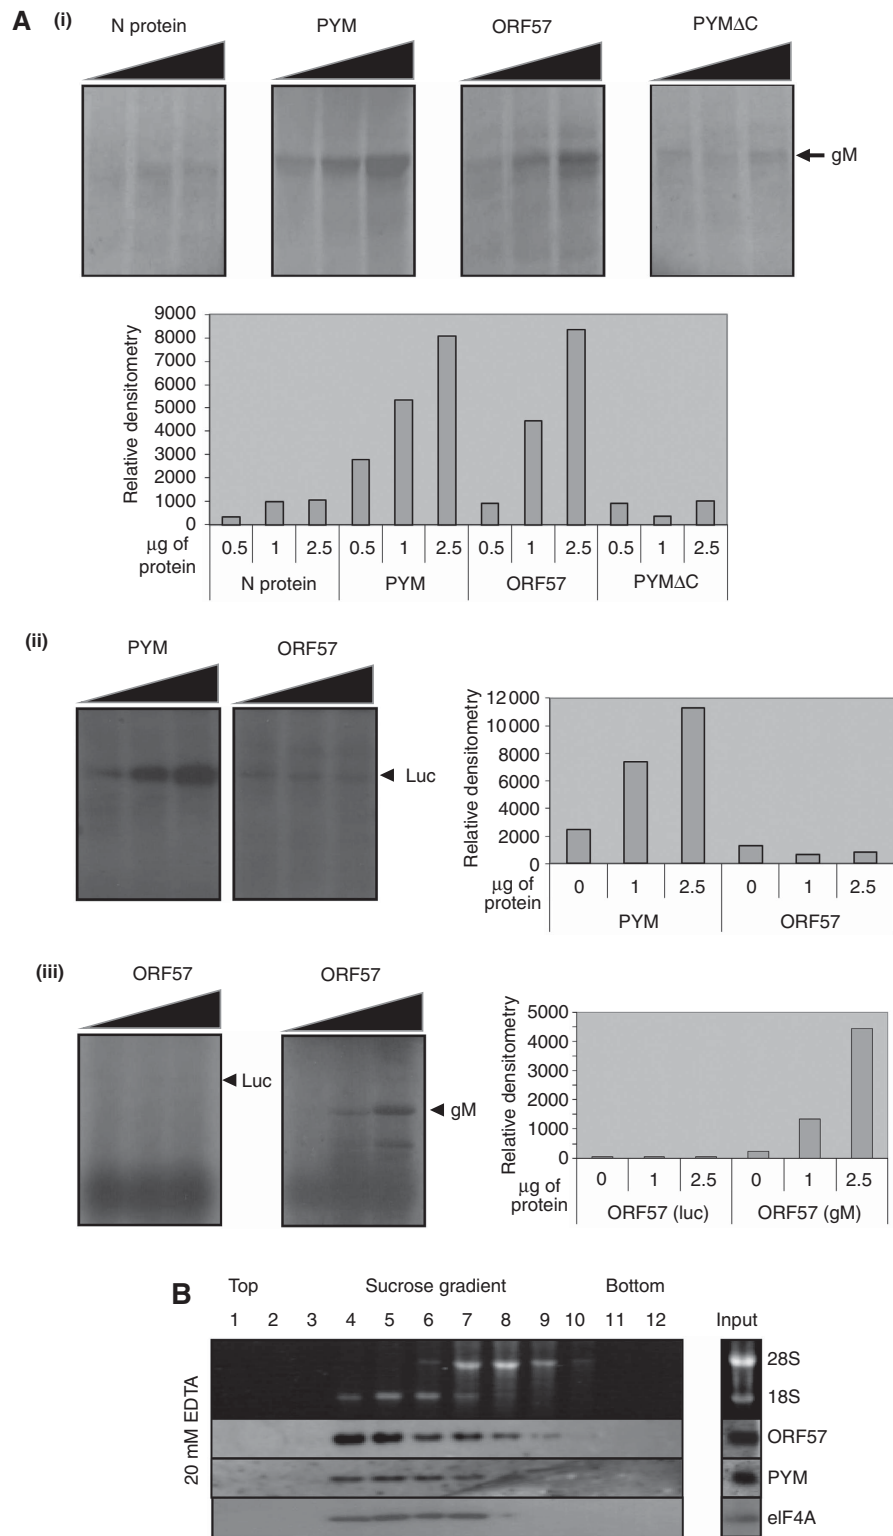 A (i)
N protein PYM ORF57 PYMΔC
gM
Relative densitometry
9000
8000
7000
6000
5000
4000
3000
2000
1000
0
µg of protein
0.5 1 2.5 0.5 1 2.5 0.5 1 2.5 0.5 1 2.5
N protein PYM ORF57 PYMΔC
(ii)
PYM ORF57
Luc
Relative densitometry
12 000
10 000
8000
6000
4000
2000
0
µg of protein
0 1 2.5 0 1 2.5
PYM ORF57
(iii)
ORF57 ORF57
Luc
gM
Relative densitometry
5000
4000
3000
2000
1000
0
µg of protein
0 1 2.5 0 1 2.5
ORF57 (luc) ORF57 (gM)
B
Top Sucrose gradient Bottom
1 2 3 4 5 6 7 8 9 10 11 12 Input
20 mM EDTA
28S
18S
ORF57
PYM
eIF4A